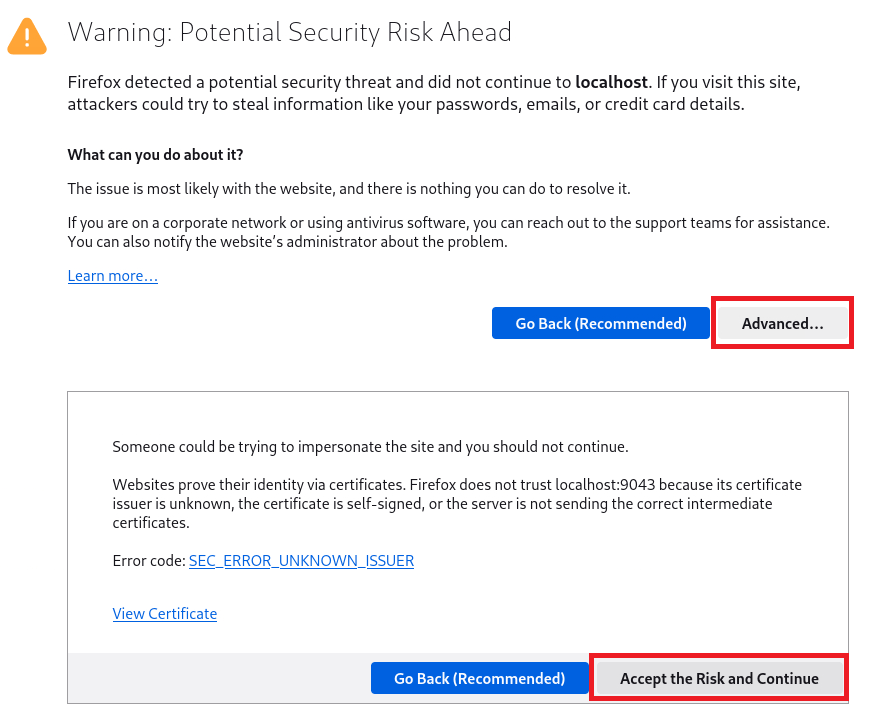 Warning: Potential Security Risk Ahead
Firefox detected a potential security threat and did not continue to localhost. If you visit this site,
attackers could try to steal information like your passwords, emails, or credit card details.
What can you do about it?
The issue is most likely with the website, and there is nothing you can do to resolve it.
If you are on a corporate network or using antivirus software, you can reach out to the support teams for assistance.
You can also notify the website’s administrator about the problem.
Learn more…
Go Back (Recommended) Advanced…
Someone could be trying to impersonate the site and you should not continue.
Websites prove their identity via certificates. Firefox does not trust localhost:9043 because its certificate
issuer is unknown, the certificate is self-signed, or the server is not sending the correct intermediate
certificates.
Error code: SEC_ERROR_UNKNOWN_ISSUER
View Certificate
Go Back (Recommended) Accept the Risk and Continue